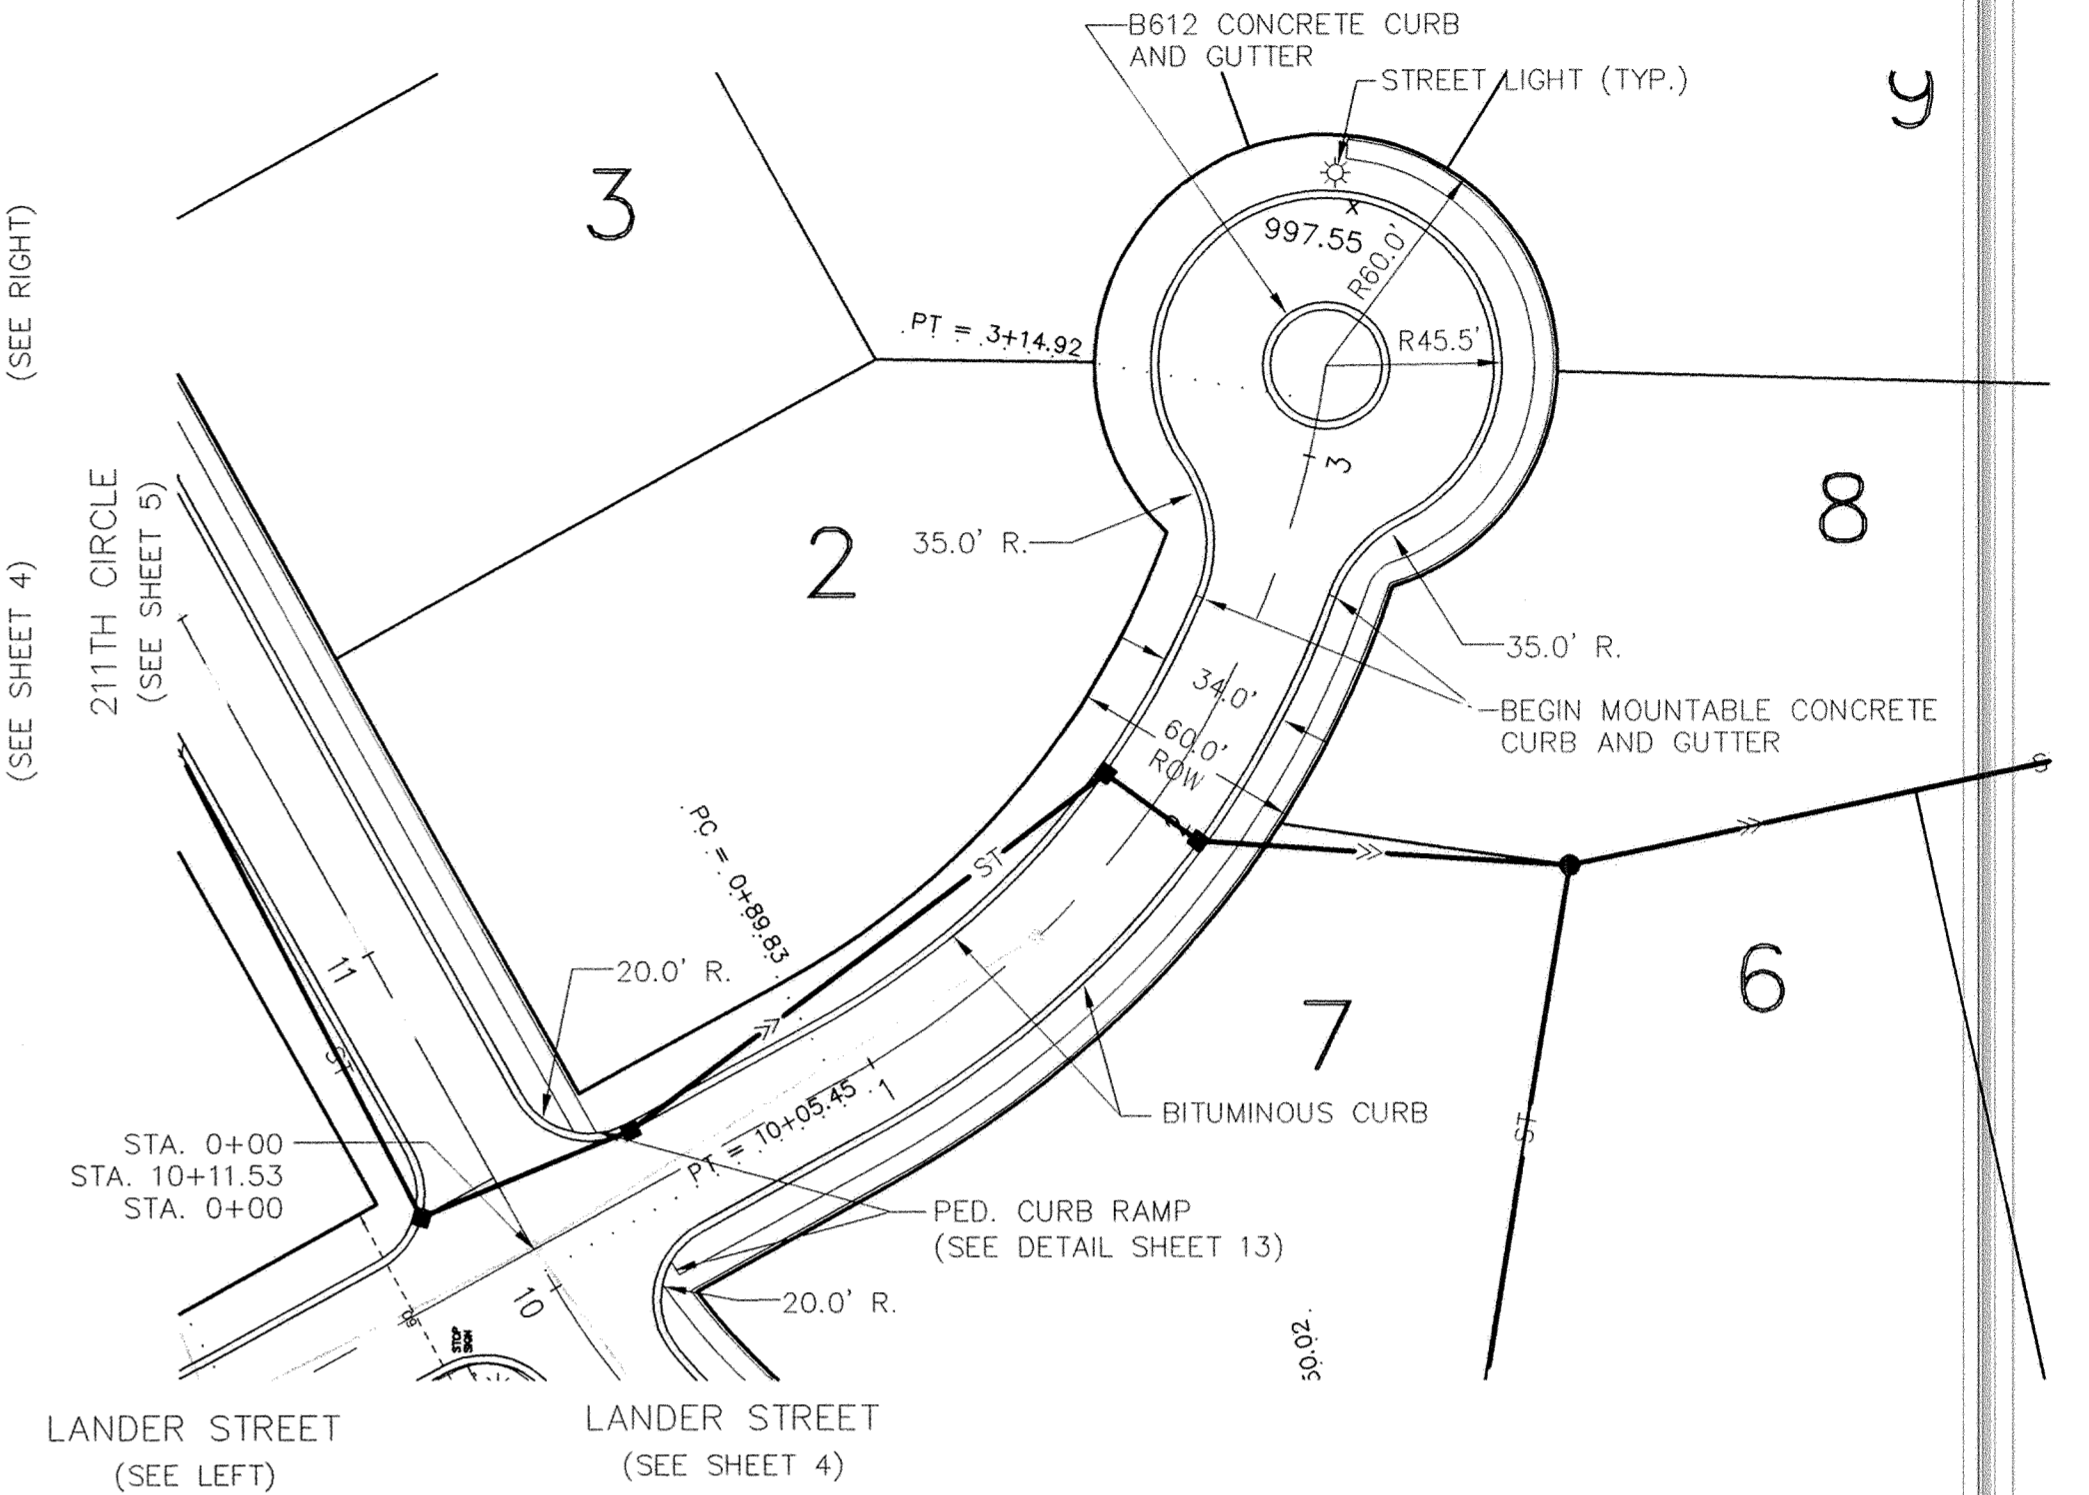 B612 CONCRETE CURB
AND GUTTER
STREET LIGHT (TYP.)
9
3
(SEE RIGHT)
997.55
R60.0'
R45.5'
PT = 3+14.92
3
8
2
35.0' R.
211TH CIRCLE
(SEE SHEET 5)
(SEE SHEET 4)
35.0' R.
34.0'
60.0'
ROW
BEGIN MOUNTABLE CONCRETE
CURB AND GUTTER
S
PC = 0+89.83
ST
11
20.0' R.
6
7
ST
ST
1
PT = 10+05.45
BITUMINOUS CURB
STA. 0+00
STA. 10+11.53
STA. 0+00
PED. CURB RAMP
(SEE DETAIL SHEET 13)
20.0' R.
10
STOP
SIGN
50.02
LANDER STREET
(SEE LEFT)
LANDER STREET
(SEE SHEET 4)